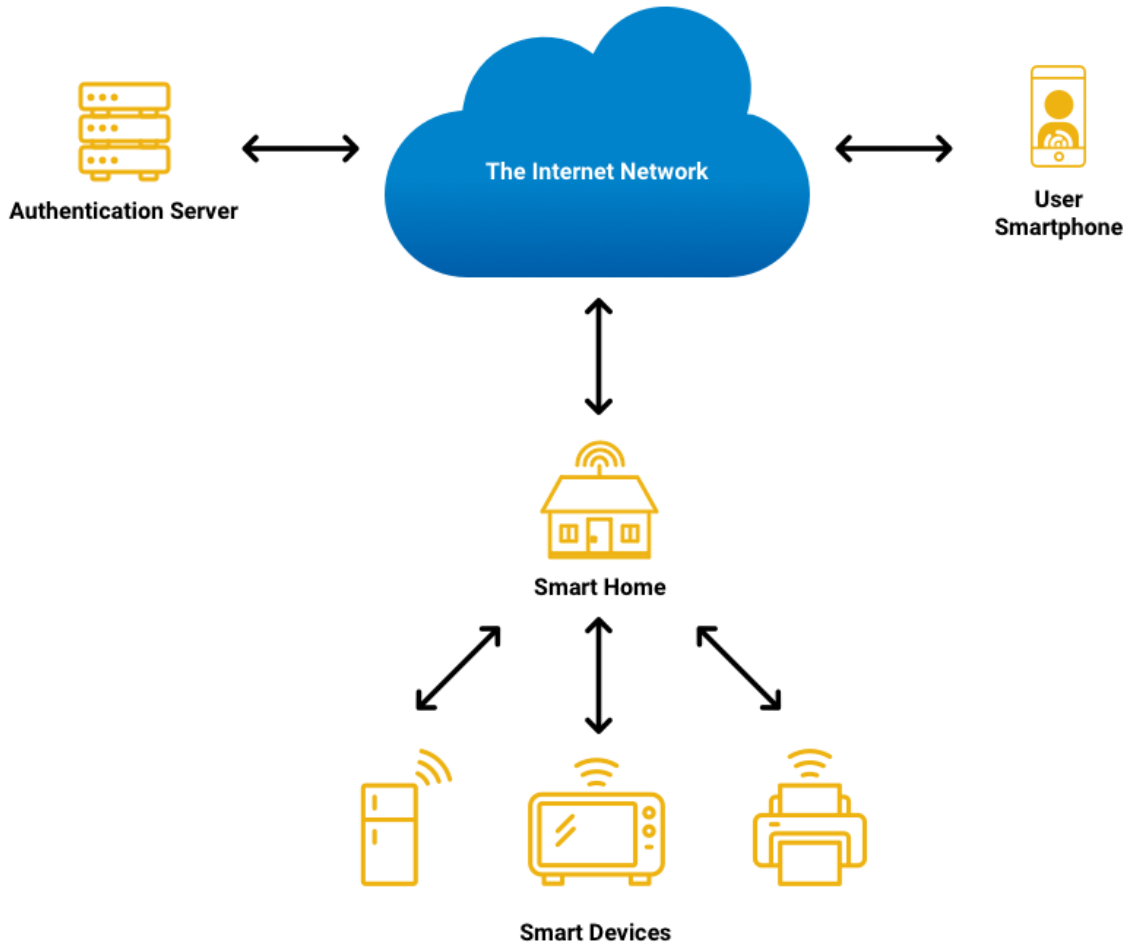 The Internet Network
Authentication Server
User
Smartphone
Smart Home
Smart Devices